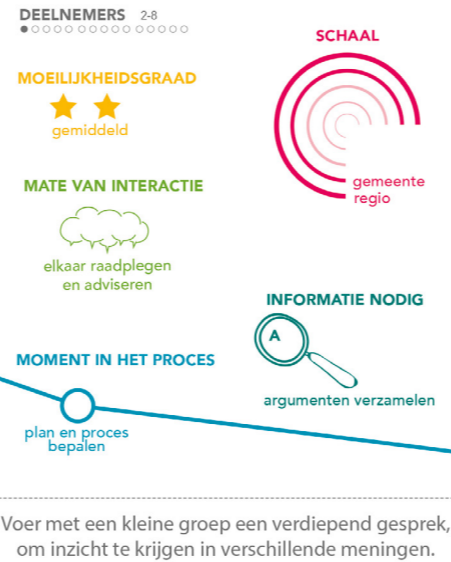 DEELNEMERS 2-8
SCHAAL
MOEILIJKHEIDSGRAAD
gemiddeld
gemeente
regio
MATE VAN INTERACTIE
elkaar raadplegen
en adviseren
INFORMATIE NODIG
A
argumenten verzamelen
MOMENT IN HET PROCES
plan en proces
bepalen
Voer met een kleine groep een verdiepend gesprek,
om inzicht te krijgen in verschillende meningen.